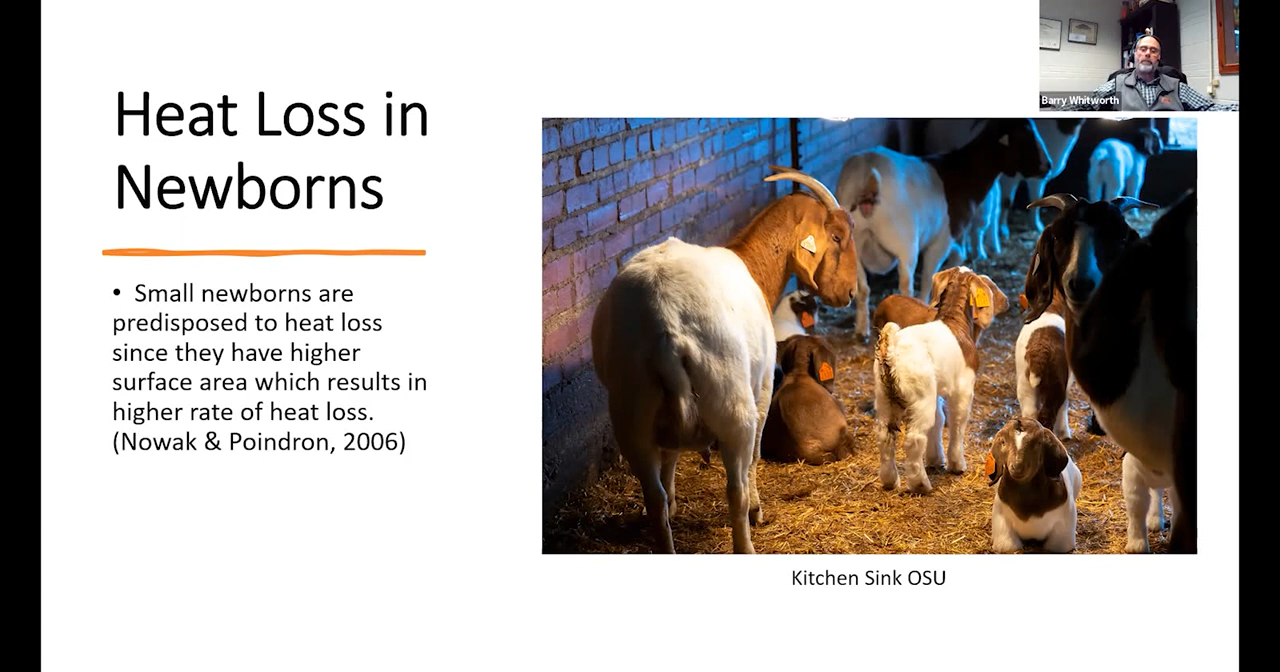 Heat Loss in
Newborns
• Small newborns are
predisposed to heat loss
since they have higher
surface area which results in
higher rate of heat loss.
(Nowak & Poindron, 2006)
Barry Whitworth
Kitchen Sink OSU